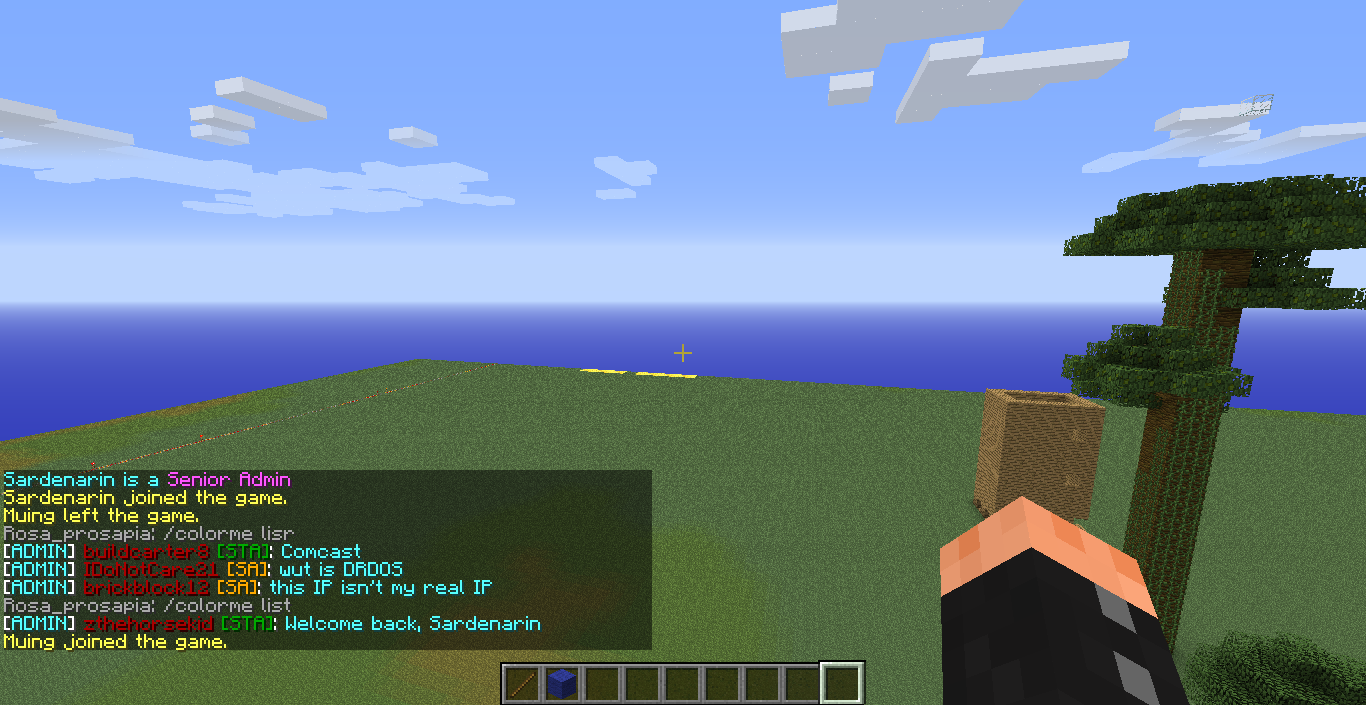 Sardenarin is a Senior Admin
Sardenarin joined the game.
Muing left the game.
Rosa_prosapia: /colorme lisr
[ADMIN] buildcarter8 [STA]: Comcast
[ADMIN] IDoNotCare21 [SA]: wut is DRDOS
[ADMIN] brickblock12 [SA]: this IP isn't my real IP
Rosa_prosapia: /colorme list
[ADMIN] zthehorsekid [STA]: Welcome back, Sardenarin
Muing joined the game.